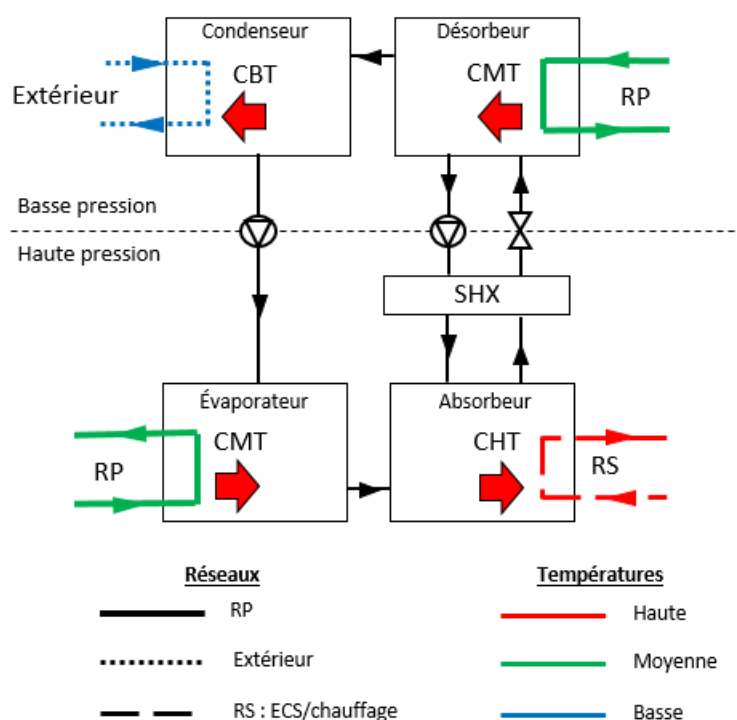 Condenseur
Désorbeur
CBT
CMT
Extérieur
RP
Basse pression
Haute pression
SHX
Évaporateur
Absorbeur
CMT
CHT
RP
RS
Réseaux
Températures
RP
Haute
Extérieur
Moyenne
RS : ECS/chauffage
Basse